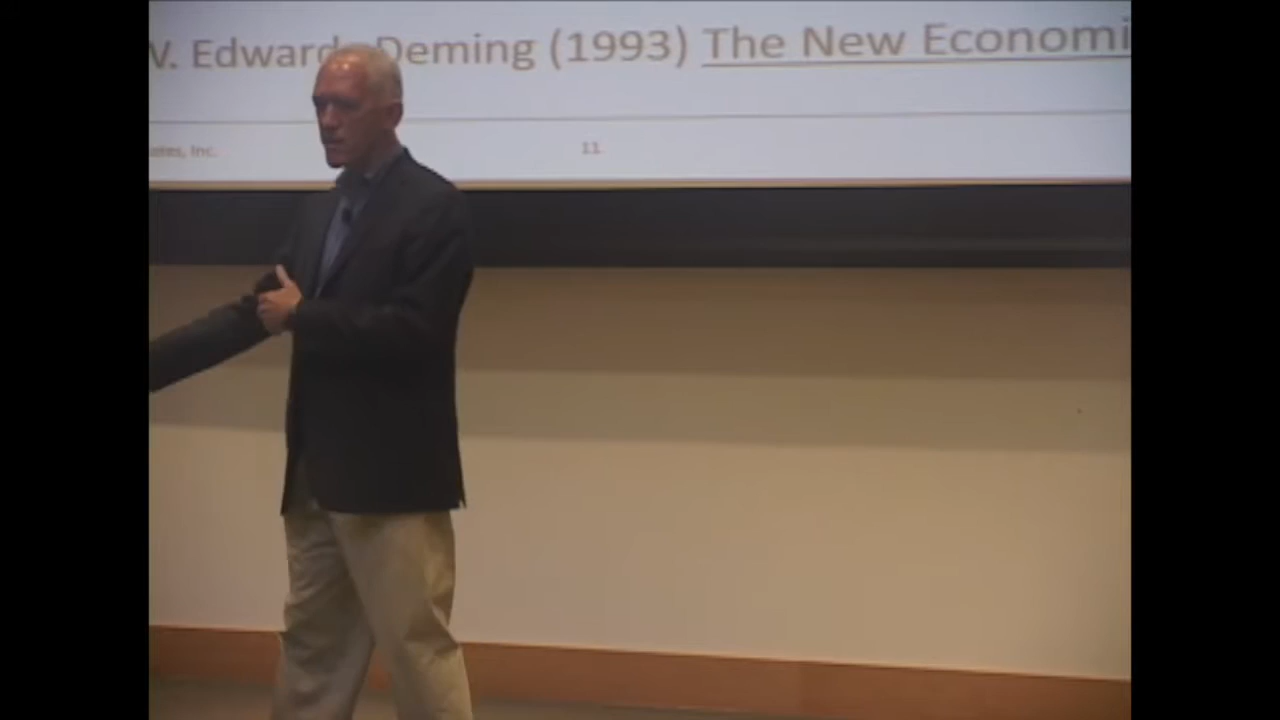 W. Edwards Deming (1993) The New Economi
ates, Inc.
11